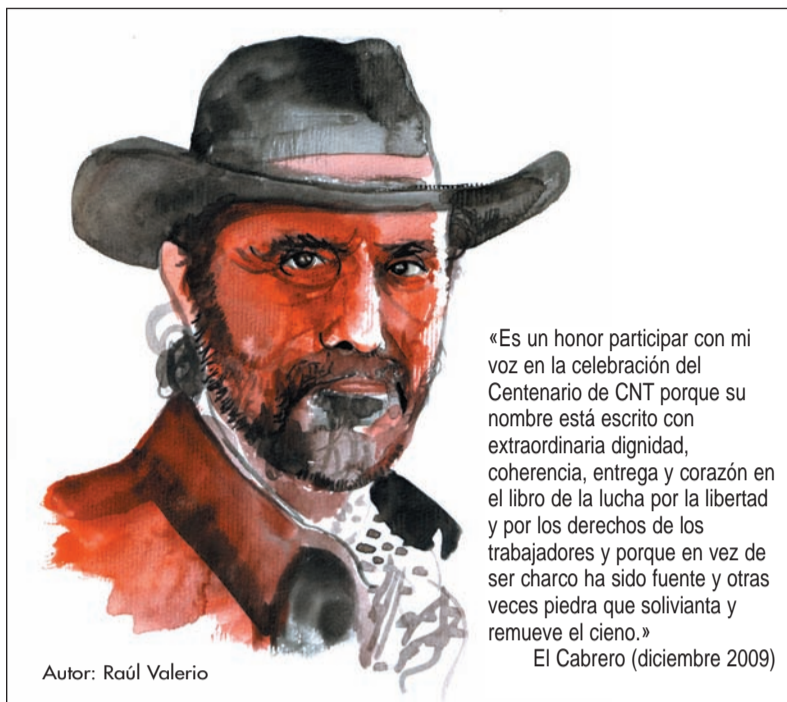 «Es un honor participar con mi
voz en la celebración del
Centenario de CNT porque su
nombre está escrito con
extraordinaria dignidad,
coherencia, entrega y corazón en
el libro de la lucha por la libertad
y por los derechos de los
trabajadores y porque en vez de
ser charco ha sido fuente y otras
veces piedra que solivianta y
remueve el cieno.»
El Cabrero (diciembre 2009)
Autor: Raúl Valerio